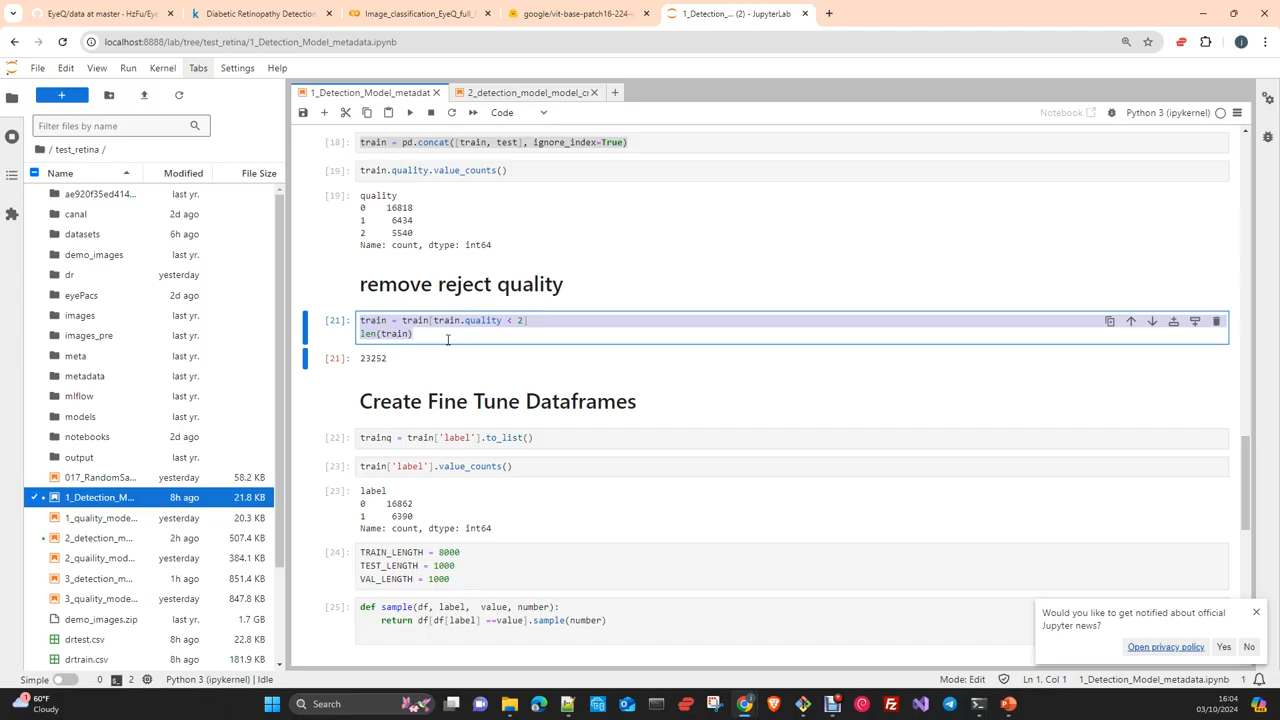 EyeQ/data at master · HzFu/Eye
Diabetic Retinopathy Detection
Image_classification_EyeQ_full_
google/vit-base-patch16-224-
1_Detection_... (2) - JupyterLab
localhost:8888/lab/tree/test_retina/1_Detection_Model_metadata.ipynb
File Edit View Run Kernel Tabs Settings Help
1_Detection_Model_metadat
2_detection_model_model_cr
Code
Notebook
Python 3 (ipykernel)
Filter files by name
/ test_retina /
Name Modified File Size
ae920f35ed414... last yr.
canal 2d ago
datasets 6h ago
demo_images last yr.
dr yesterday
eyePacs 2d ago
images last yr.
images_pre last yr.
meta last yr.
metadata last yr.
mlflow last yr.
models last yr.
notebooks 2d ago
output last yr.
017_RandomSa... yesterday 58.2 KB
1_Detection_M... 8h ago 21.8 KB
1_quality_mode... yesterday 20.3 KB
2_detection_m... 2h ago 507.4 KB
2_quaility_mod... yesterday 384.1 KB
3_detection_m... 1h ago 851.4 KB
3_quality_mode... yesterday 847.8 KB
demo_images.zip last yr. 1.7 GB
drtest.csv 8h ago 22.8 KB
drtrain.csv 8h ago 181.9 KB
[18]: train = pd.concat([train, test], ignore_index=True)
[19]: train.quality.value_counts()
[19]: quality
0 16818
1 6434
2 5540
Name: count, dtype: int64
remove reject quality
[21]: train = train[train.quality < 2]
len(train)
[21]: 23252
Create Fine Tune Dataframes
[22]: trainq = train['label'].to_list()
[23]: train['label'].value_counts()
[23]: label
0 16862
1 6390
Name: count, dtype: int64
[24]: TRAIN_LENGTH = 8000
TEST_LENGTH = 1000
VAL_LENGTH = 1000
[25]: def sample(df, label, value, number):
return df[df[label] ==value].sample(number)
Would you like to get notified about official
Jupyter news?
Open privacy policy Yes No
Simple 0 2 Python 3 (ipykernel) | Idle
Mode: Edit Ln 1, Col 1 1_Detection_Model_metadata.ipynb 1
60°F
Cloudy
Search
16:04
03/10/2024